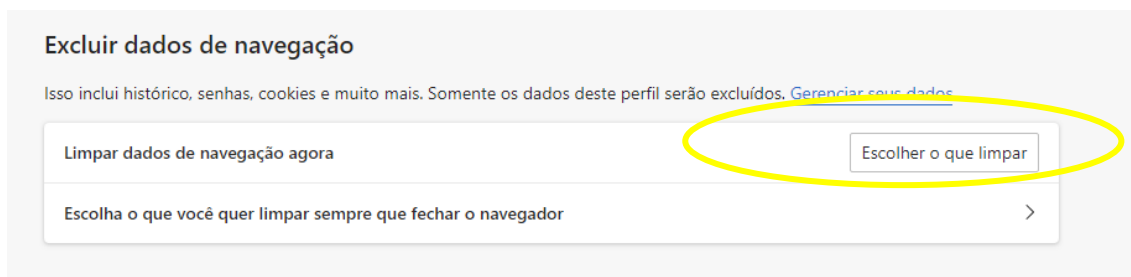 Excluir dados de navegação
Isso inclui histórico, senhas, cookies e muito mais. Somente os dados deste perfil serão excluídos. Gerenciar seus dados
Limpar dados de navegação agora
Escolher o que limpar
Escolha o que você quer limpar sempre que fechar o navegador